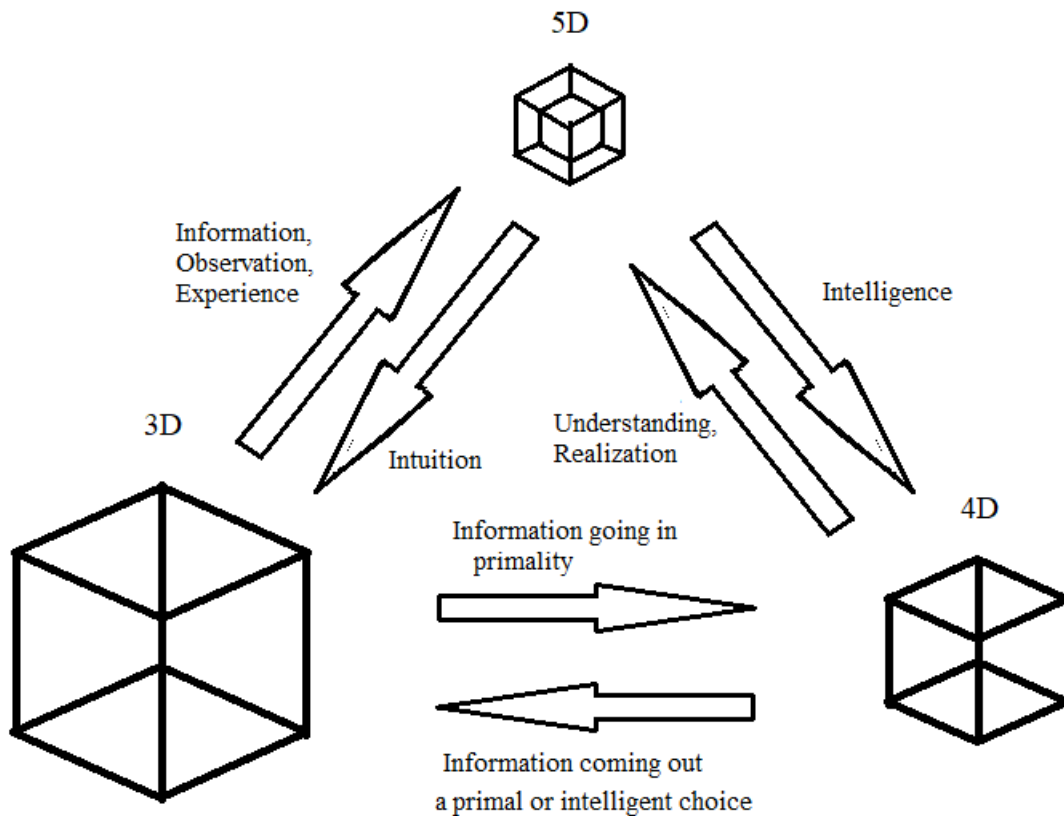 5D
Information,
Observation,
Experience
Intelligence
3D
Intuition
Understanding,
Realization
4D
Information going in
primality
Information coming out
a primal or intelligent choice